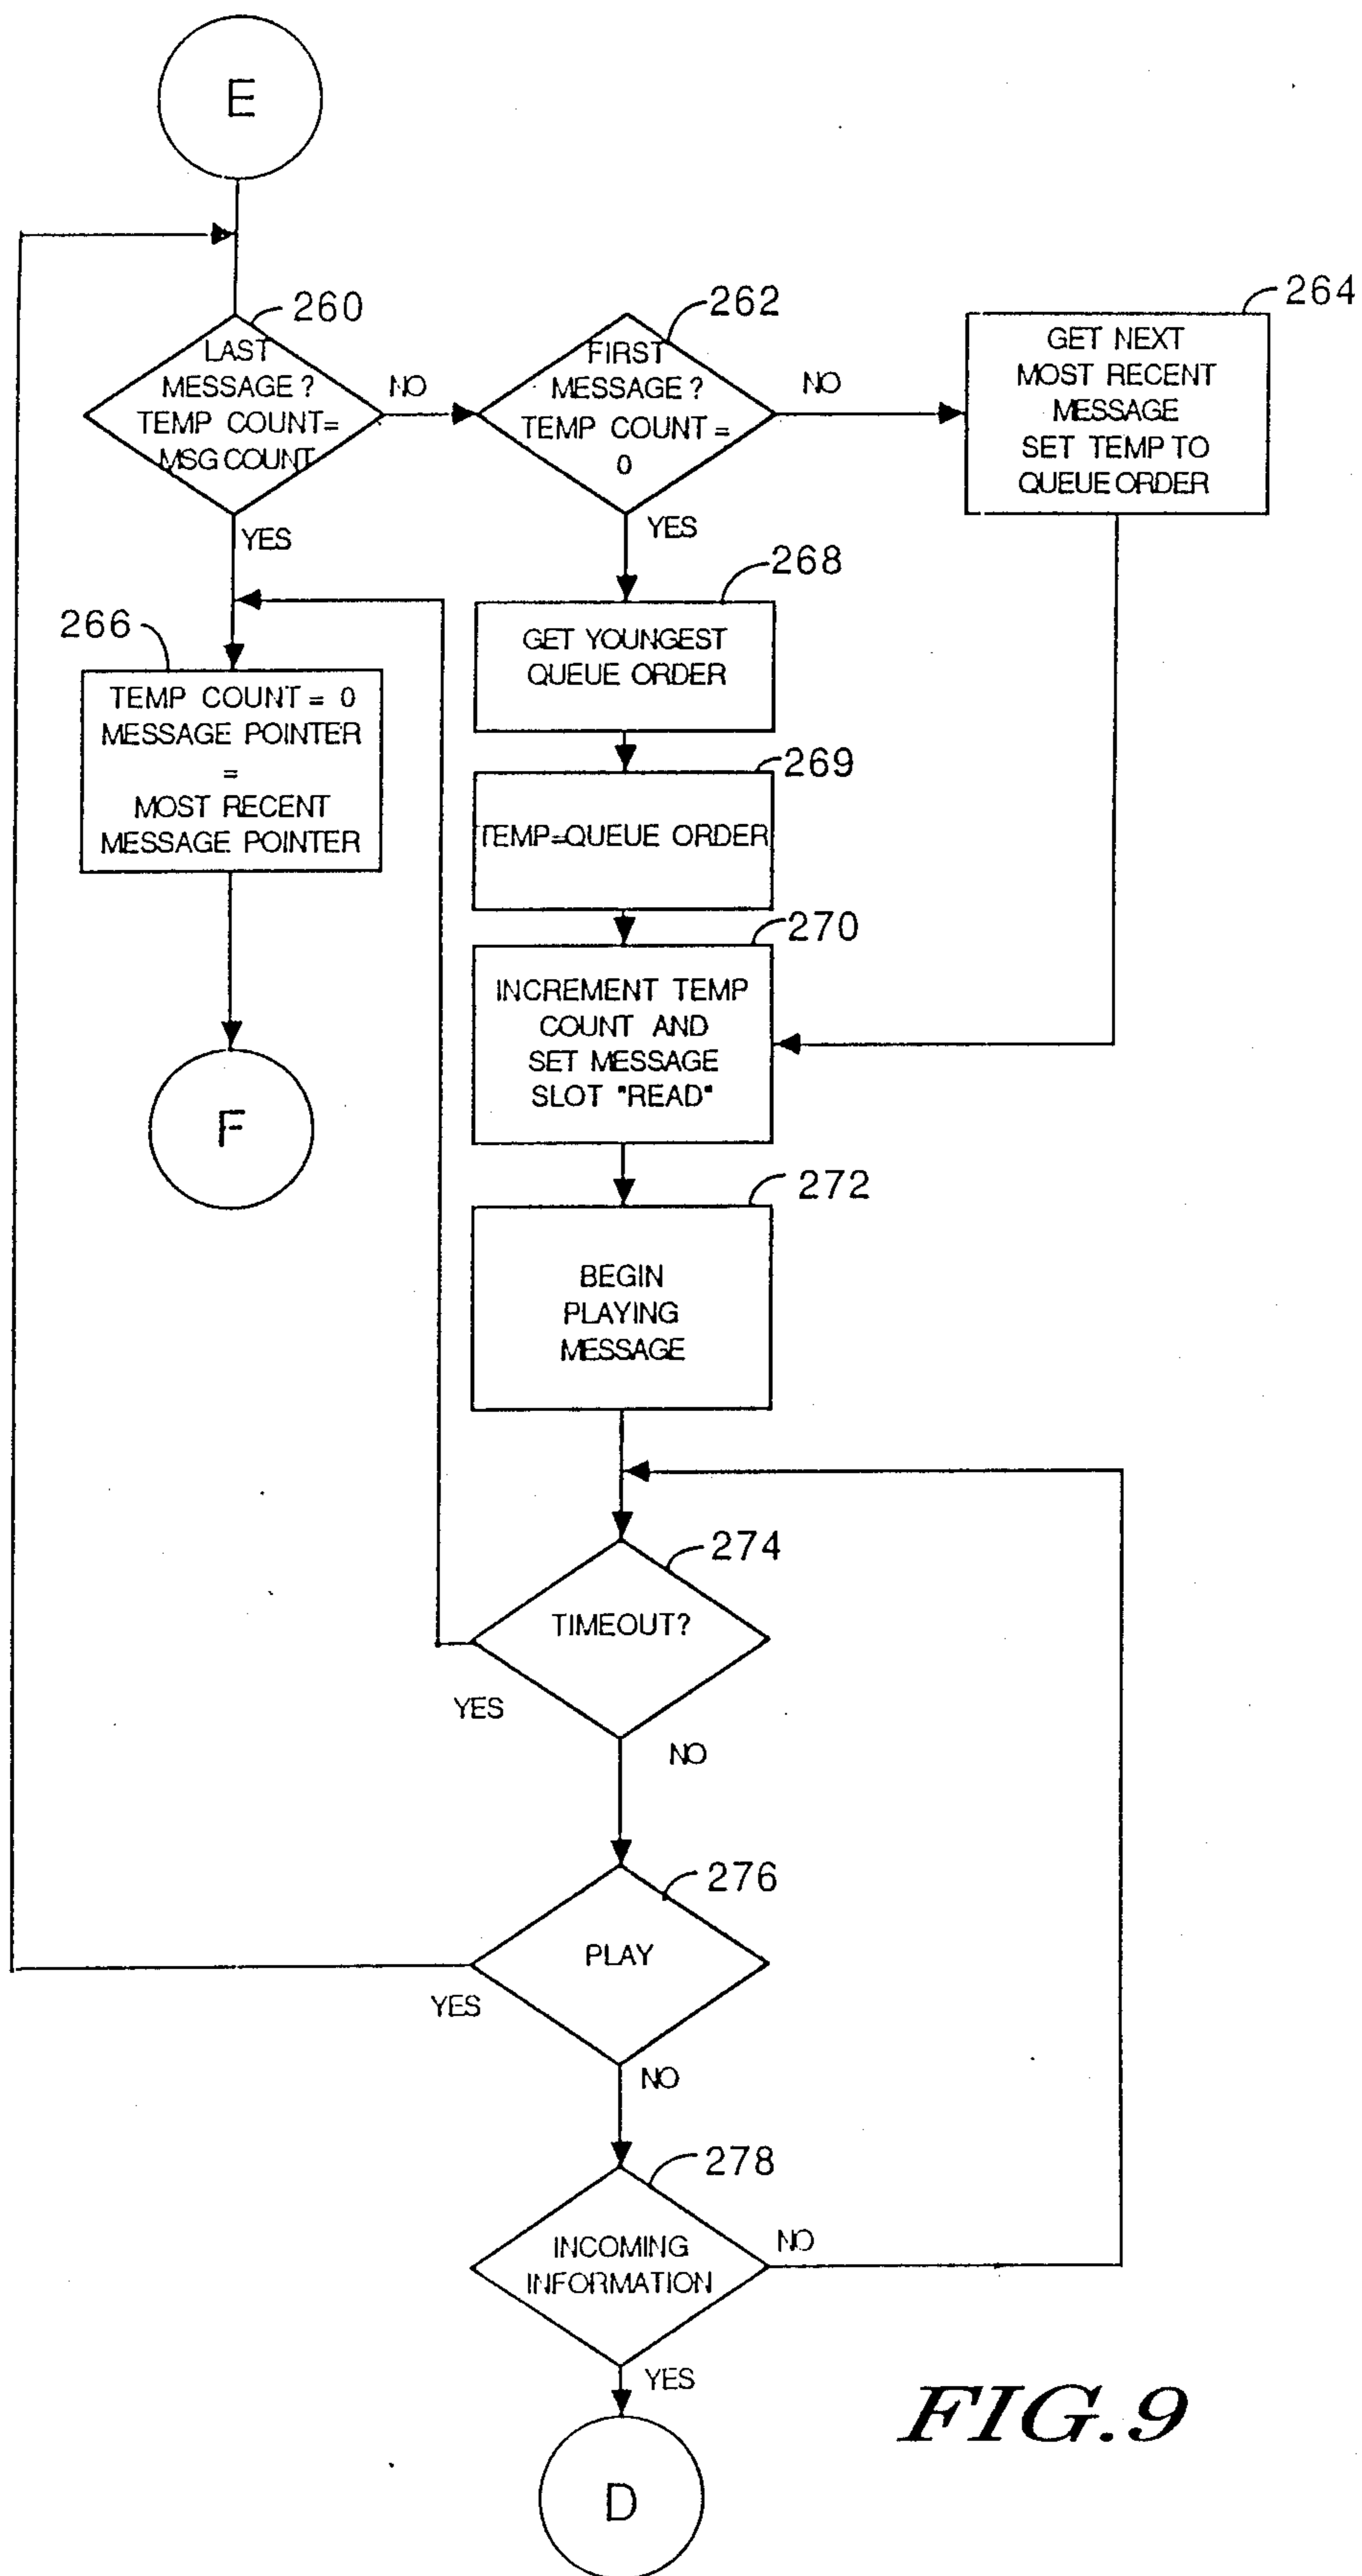 E
260
LAST
MESSAGE?
TEMP COUNT=
MSG COUNT
NO
YES
262
FIRST
MESSAGE?
TEMP COUNT =
0
NO
YES
264
GET NEXT
MOST RECENT
MESSAGE
SET TEMP TO
QUEUE ORDER
266
TEMP COUNT = 0
MESSAGE POINTER
=
MOST RECENT
MESSAGE POINTER
F
268
GET YOUNGEST
QUEUE ORDER
269
TEMP=QUEUE ORDER
270
INCREMENT TEMP
COUNT AND
SET MESSAGE
SLOT "READ"
272
BEGIN
PLAYING
MESSAGE
274
TIMEOUT?
YES
NO
276
PLAY
YES
NO
278
INCOMING
INFORMATION
NO
YES
D
FIG.9